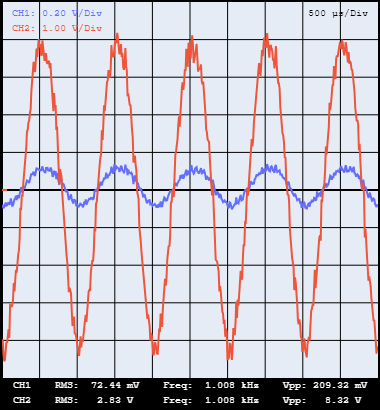 CH1: 0.20 V/Div 500 µs/Div
CH2: 1.00 V/Div
CH1 RMS: 72.44 mV Freq: 1.008 kHz Vpp: 209.32 mV
CH2 RMS: 2.83 V Freq: 1.008 kHz Vpp: 8.32 V